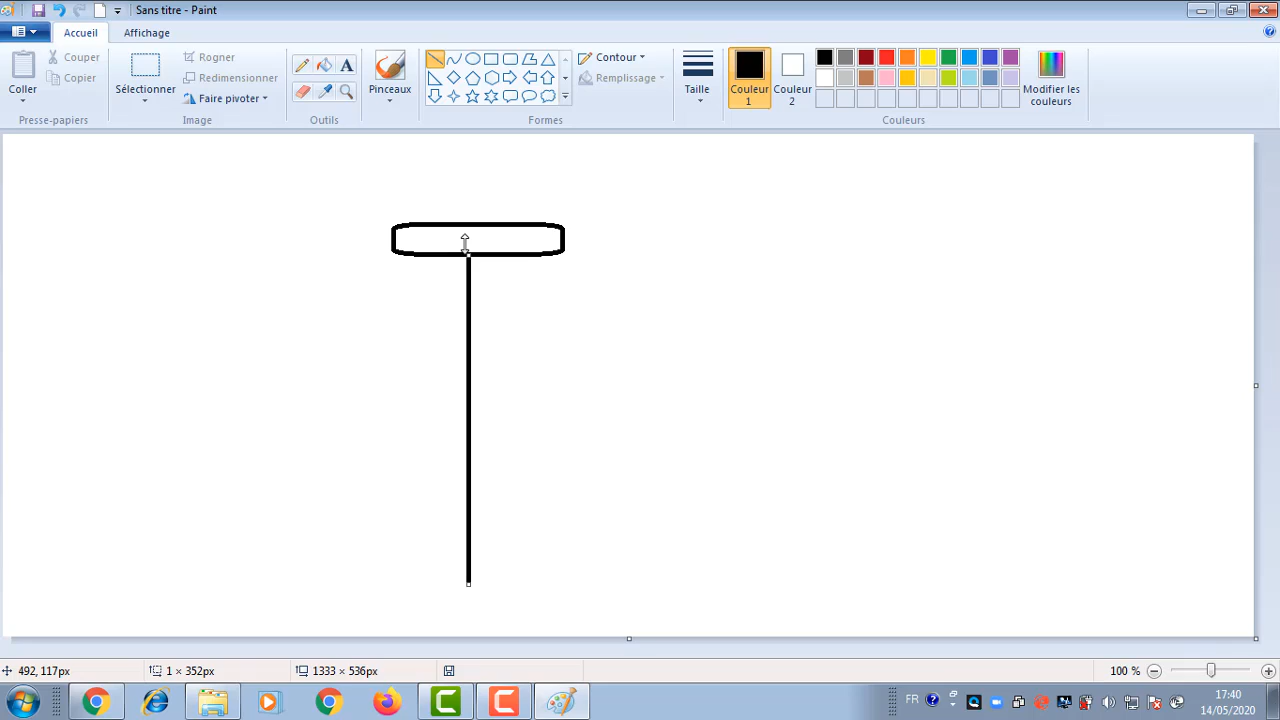 Sans titre - Paint
Accueil
Affichage
Coller
Couper
Copier
Presse-papiers
Sélectionner
Rogner
Redimensionner
Faire pivoter
Image
Outils
Pinceaux
Contour
Remplissage
Formes
Taille
Couleur 1
Couleur 2
Modifier les couleurs
Couleurs
492, 117px
1 × 352px
1333 × 536px
100 %
FR
17:40
14/05/2020